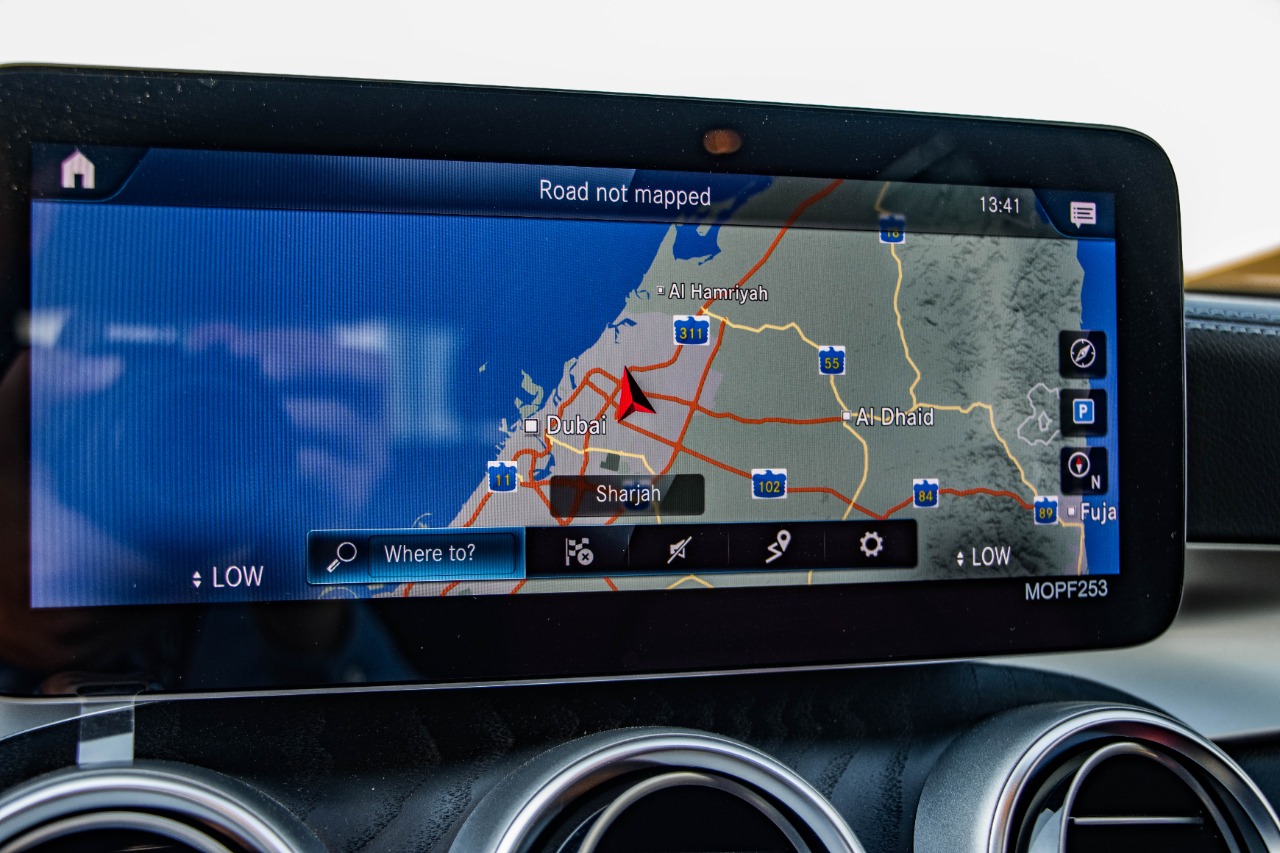 Road not mapped
13:41
18
Al Hamriyah
311
55
Al Dhaid
Dubai
11
Sharjah
102
84
89
Fuja
P
N
Where to?
LOW
LOW
MOPF253